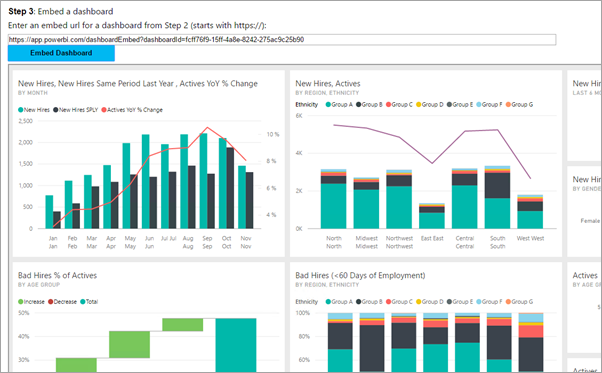 Step 3: Embed a dashboard
Enter an embed url for a dashboard from Step 2 (starts with https://):
https://app.powerbi.com/dashboardEmbed?dashboardId=fcff76f9-15ff-4a8e-8242-275ac9c25b90
Embed Dashboard
New Hires, New Hires Same Period Last Year , Actives YoY % Change
BY MONTH
New Hires New Hires SPLY Actives YoY % Change
2,500
2,000
1,500
1,000
500
0
10 %
8 %
6 %
4 %
Jan Feb Mar Apr May Jun Jul Jul Aug Sep Oct Nov
Jan Feb Mar Apr May Jun Aug Sep Oct Nov
New Hires, Actives
BY REGION, ETHNICITY
Ethnicity Group A Group B Group C Group D Group E Group F Group G
6K
4K
2K
0K
North Midwest Northwest East East Central South West West
North Midwest Northwest Central South
New Hi
LAST 6 M
New Hi
BY GENDE
Female
Bad Hires % of Actives
BY AGE GROUP
Increase Decrease Total
50%
40%
30%
Bad Hires (<60 Days of Employment)
BY REGION, ETHNICITY
Ethnicity Group A Group B Group C Group D Group E Group F Group G
100%
80%
60%
Actives
BY AGE G
Actives